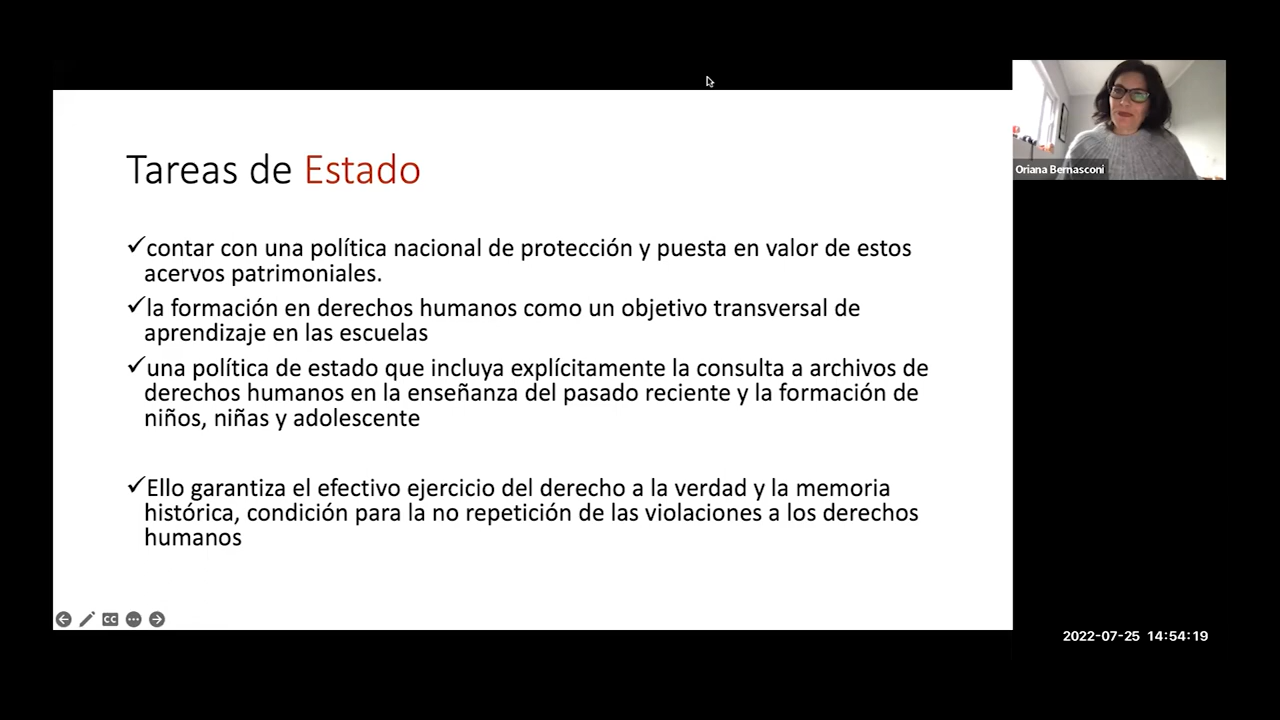 Tareas de Estado
✓contar con una política nacional de protección y puesta en valor de estos
acervos patrimoniales.
✓la formación en derechos humanos como un objetivo transversal de
aprendizaje en las escuelas
✓una política de estado que incluya explícitamente la consulta a archivos de
derechos humanos en la enseñanza del pasado reciente y la formación de
niños, niñas y adolescente
✓Ello garantiza el efectivo ejercicio del derecho a la verdad y la memoria
histórica, condición para la no repetición de las violaciones a los derechos
humanos
CC
Oriana Bernasconi
2022-07-25 14:54:19